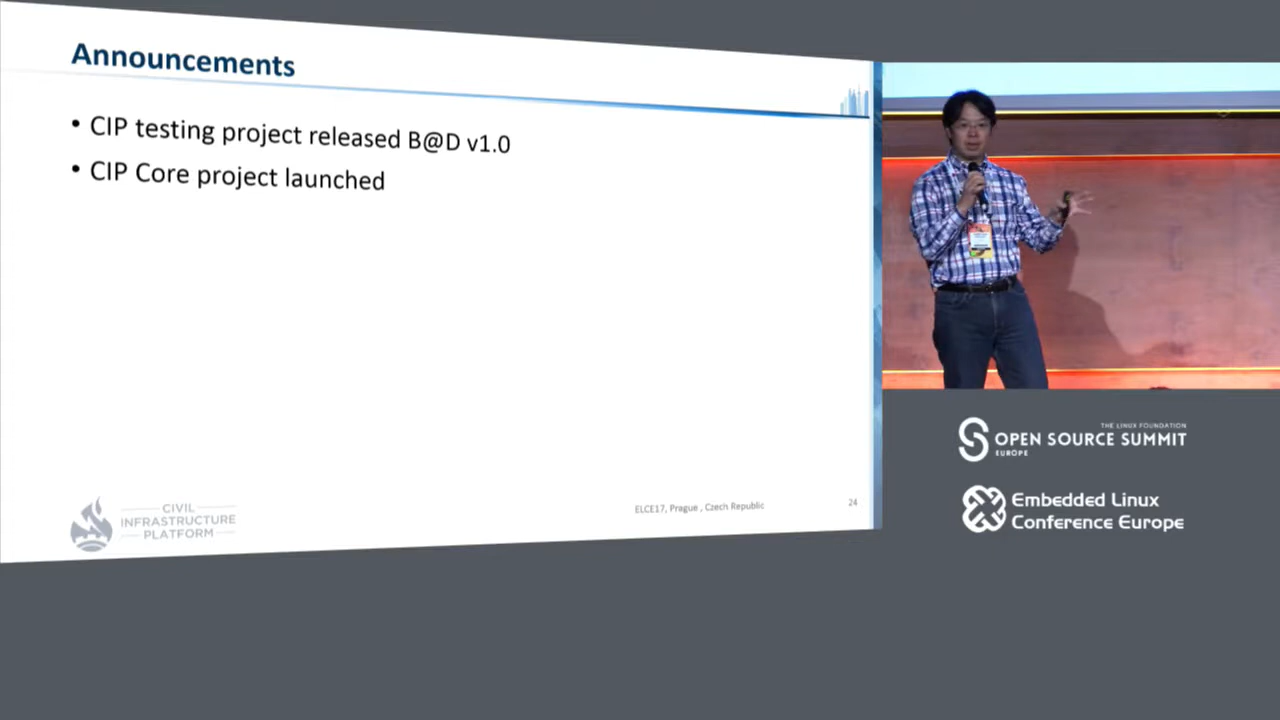 Announcements
• CIP testing project released B@D v1.0
• CIP Core project launched
CIVIL
INFRASTRUCTURE
PLATFORM
ELCE17, Prague , Czech Republic
24
THE LINUX FOUNDATION
OPEN SOURCE SUMMIT
EUROPE
Embedded Linux
Conference Europe